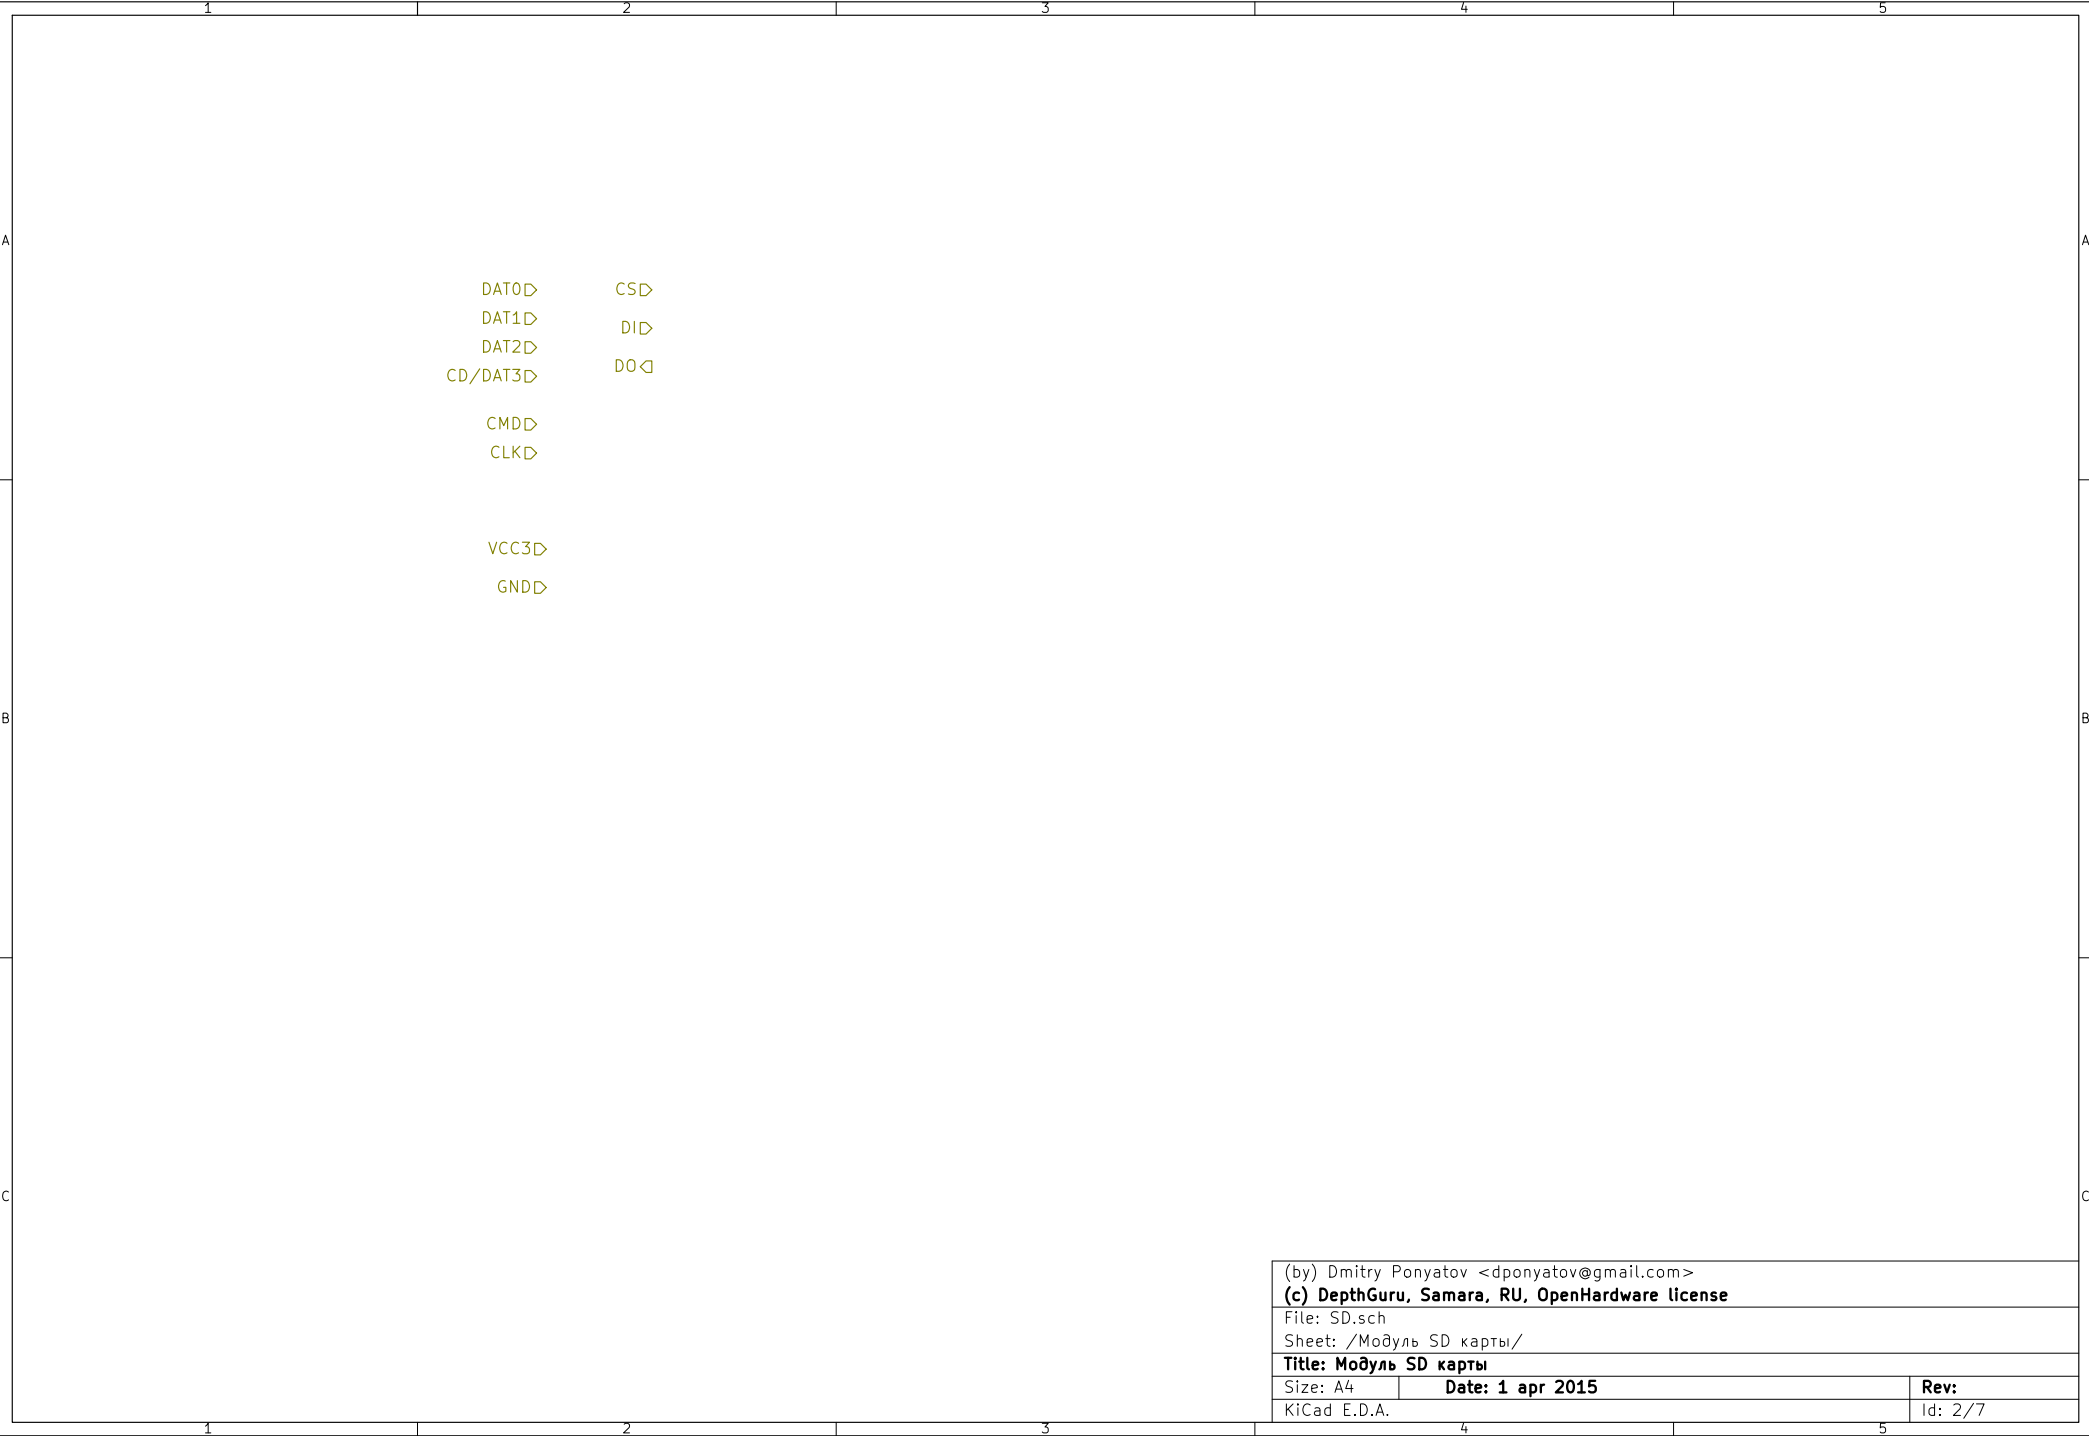 1 2 3 4 5
A A
DAT0 CS
DAT1
DI
DAT2
DO
CD/DAT3
CMD
CLK
VCC3
GND
B B
C C
(by) Dmitry Ponyatov <dponyatov@gmail.com>
(c) DepthGuru, Samara, RU, OpenHardware license
File: SD.sch
Sheet: /Модуль SD карты/
Title: Модуль SD карты
Size: A4 Date: 1 apr 2015 Rev:
KiCad E.D.A. Id: 2/7
1 2 3 4 5